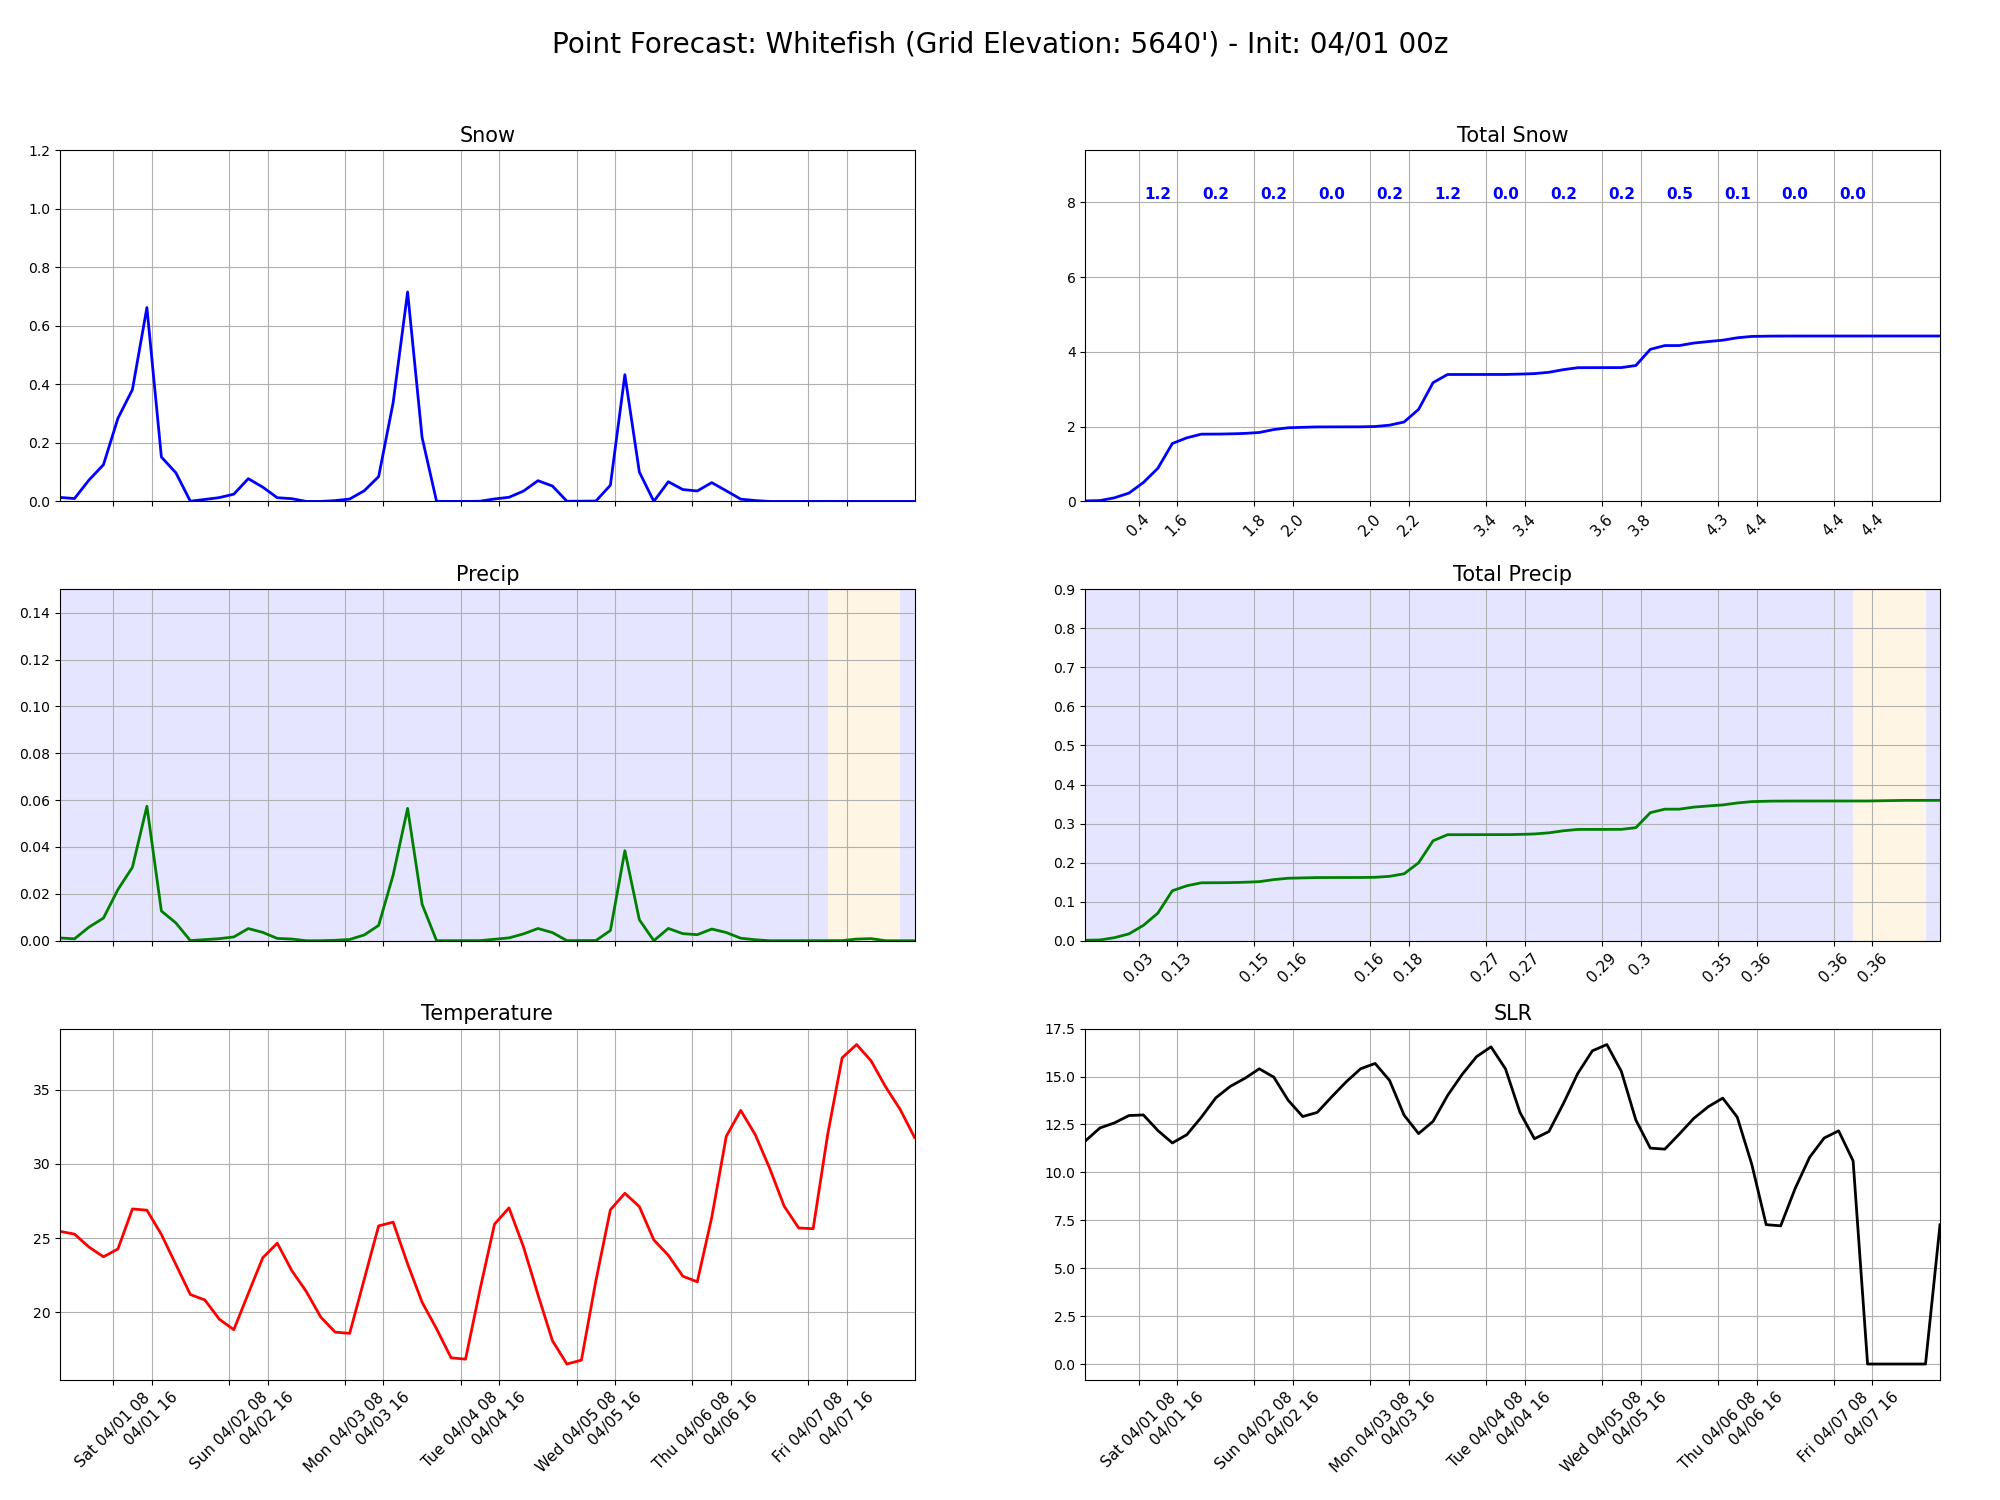 Point Forecast: Whitefish (Grid Elevation: 5640') - Init: 04/01 00z
Snow
1.2
1.0
0.8
0.6
0.4
0.2
0.0
Total Snow
1.2 0.2 0.2 0.0 0.2 1.2 0.0 0.2 0.2 0.5 0.1 0.0 0.0
8
6
4
2
0
0.4 1.6 1.8 2.0 2.0 2.2 3.4 3.4 3.6 3.8 4.3 4.4 4.4 4.4
Precip
0.14
0.12
0.10
0.08
0.06
0.04
0.02
0.00
Total Precip
0.9
0.8
0.7
0.6
0.5
0.4
0.3
0.2
0.1
0.0
0.03 0.13 0.15 0.16 0.16 0.18 0.27 0.27 0.29 0.3 0.35 0.36 0.36 0.36
Temperature
35
30
25
20
Sat 04/01 08
04/01 16
Sun 04/02 08
04/02 16
Mon 04/03 08
04/03 16
Tue 04/04 08
04/04 16
Wed 04/05 08
04/05 16
Thu 04/06 08
04/06 16
Fri 04/07 08
04/07 16
SLR
17.5
15.0
12.5
10.0
7.5
5.0
2.5
0.0
Sat 04/01 08
04/01 16
Sun 04/02 08
04/02 16
Mon 04/03 08
04/03 16
Tue 04/04 08
04/04 16
Wed 04/05 08
04/05 16
Thu 04/06 08
04/06 16
Fri 04/07 08
04/07 16